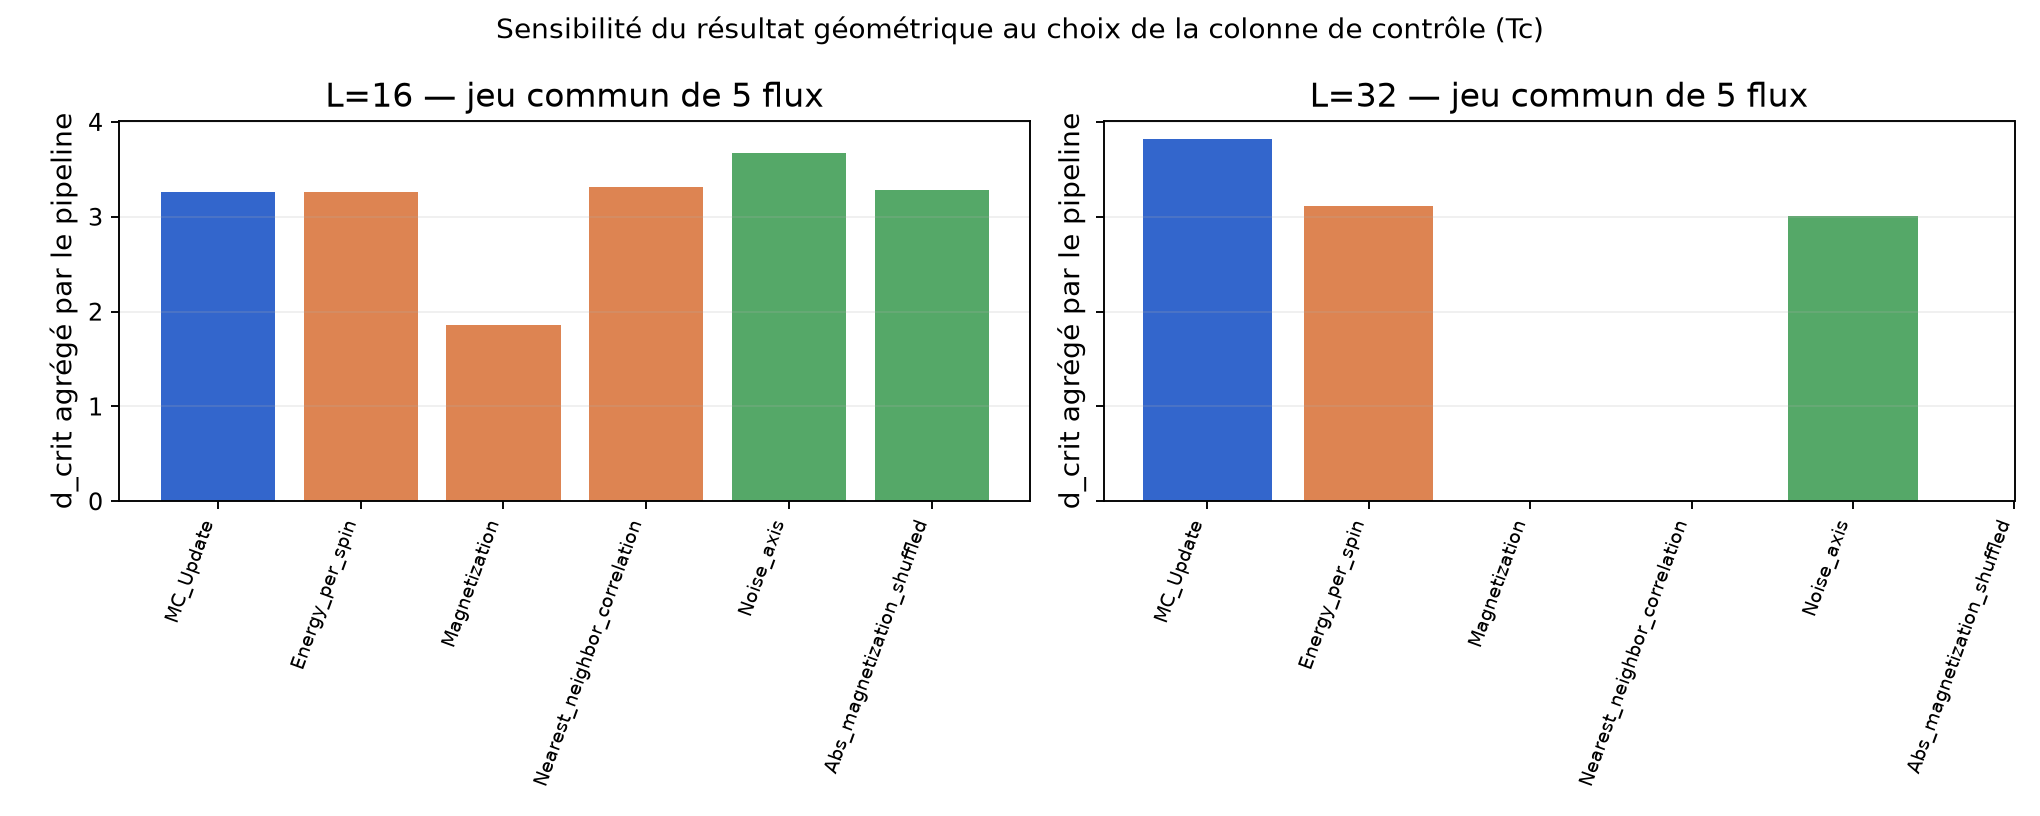 Sensibilité du résultat géométrique au choix de la colonne de contrôle (Tc)
L=16 — jeu commun de 5 flux
d_crit agrégé par le pipeline
4
3
2
1
0
MC_Update
Energy_per_spin
Magnetization
Nearest_neighbor_correlation
Noise_axis
Abs_magnetization_shuffled
L=32 — jeu commun de 5 flux
d_crit agrégé par le pipeline
MC_Update
Energy_per_spin
Magnetization
Nearest_neighbor_correlation
Noise_axis
Abs_magnetization_shuffled